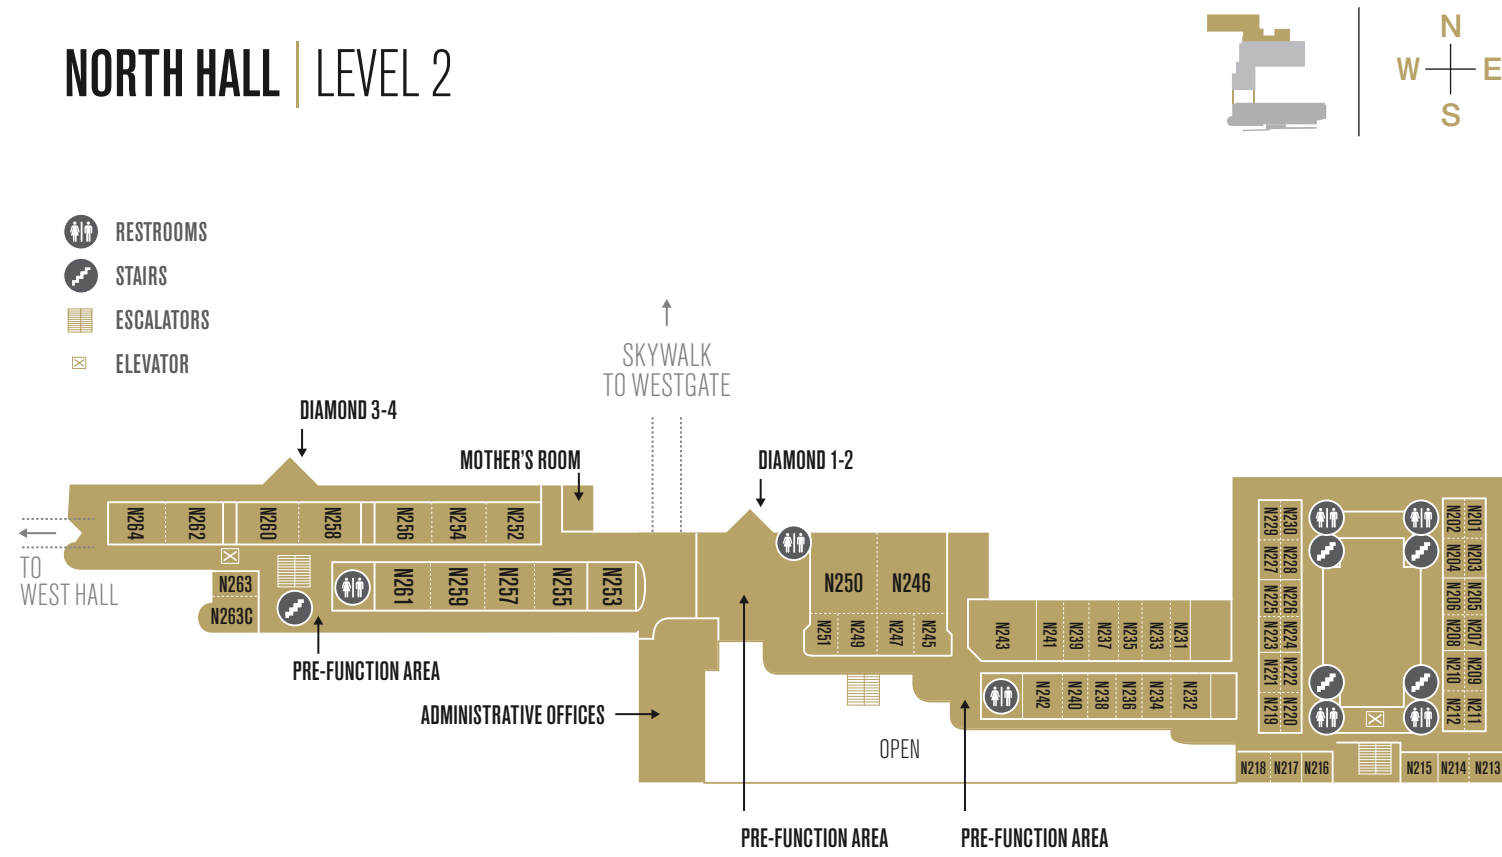 NORTH HALL | LEVEL 2
N
W E
S
RESTROOMS
STAIRS
ESCALATORS
ELEVATOR
SKYWALK
TO WESTGATE
DIAMOND 3-4
MOTHER'S ROOM
DIAMOND 1-2
TO
WEST HALL
N264 N262 N260 N258 N256 N254 N252
N263
N263C
N261 N259 N257 N255 N253
PRE-FUNCTION AREA
ADMINISTRATIVE OFFICES
N250 N246
N251 N249 N247 N245
N243 N241 N239 N237 N235 N233 N231
N242 N240 N238 N236 N234 N232
OPEN
PRE-FUNCTION AREA
PRE-FUNCTION AREA
N229 N230
N227 N228
N225 N226
N223 N224
N221 N222
N219 N220
N202 N201
N204 N203
N206 N205
N208 N207
N210 N209
N212 N211
N218 N217 N216
N215 N214 N213